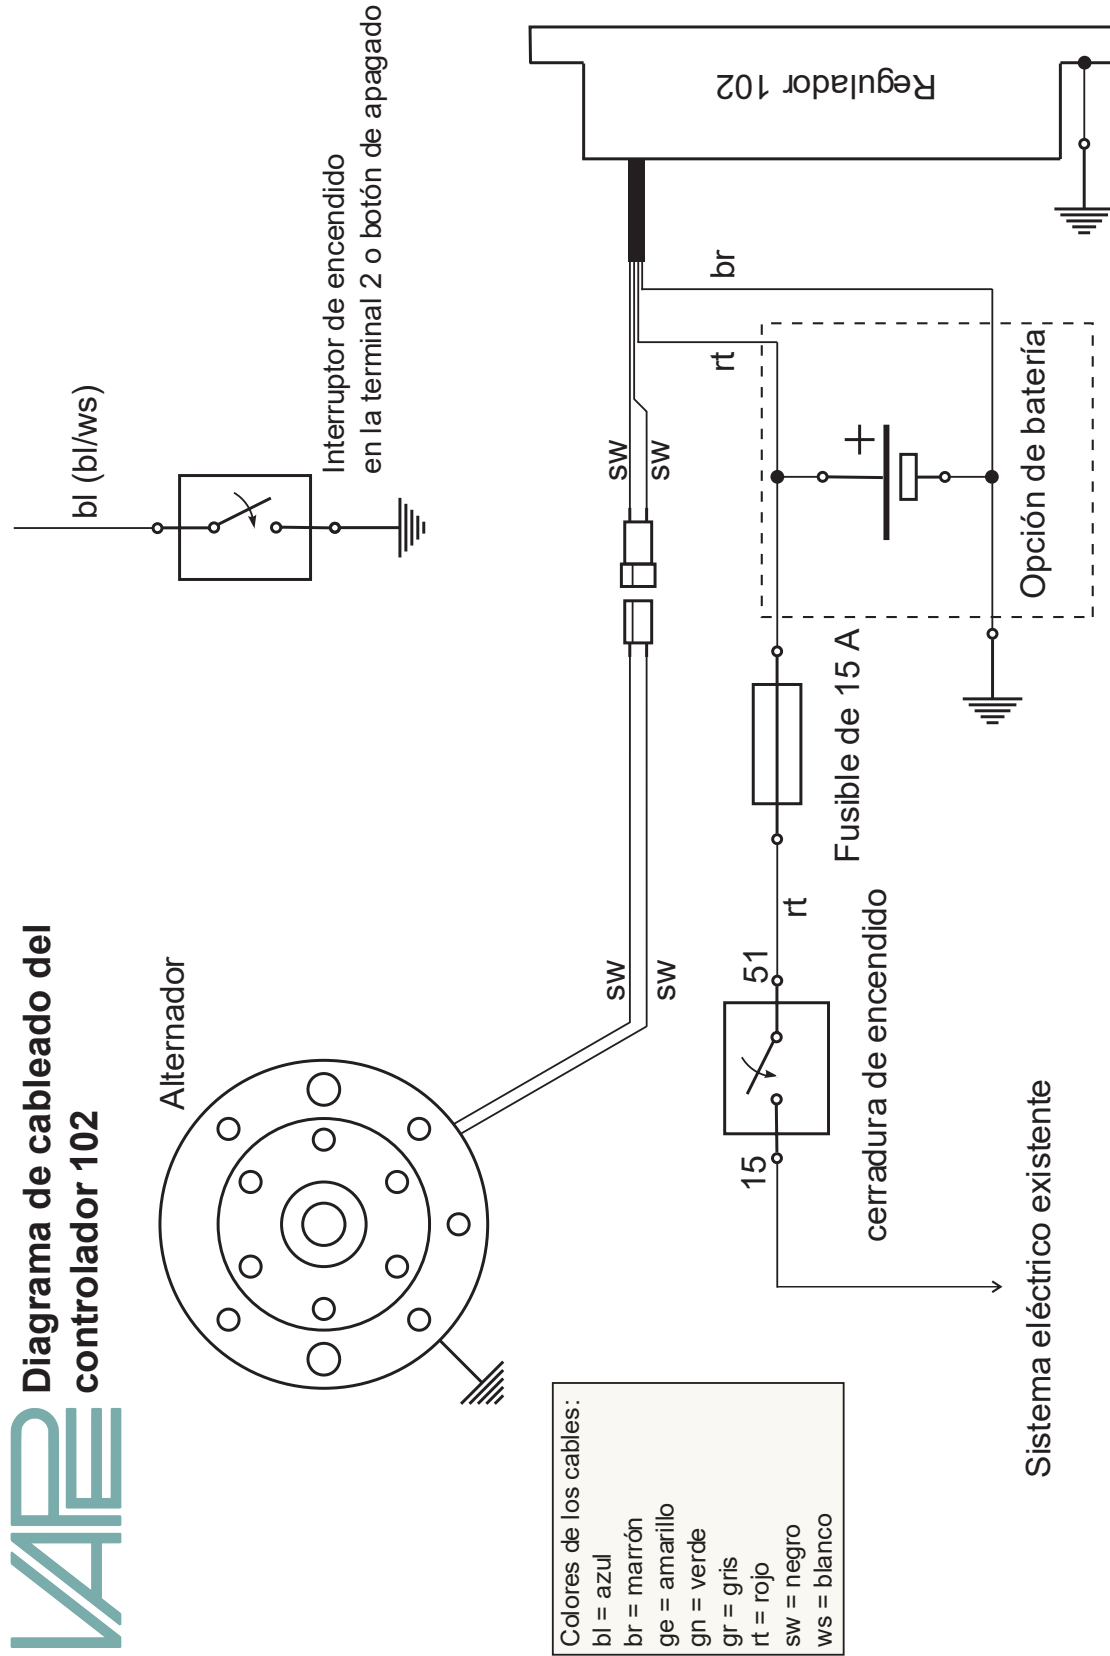 VAPE
Diagrama de cableado del
controlador 102
Alternador
bl (bl/ws)
Interruptor de encendido
en la terminal 2 o botón de apagado
sw
sw
sw
sw
Regulador 102
br
rt
15
51
rt
cerradura de encendido
Fusible de 15 A
+
Opción de batería
Sistema eléctrico existente
Colores de los cables:
bl = azul
br = marrón
ge = amarillo
gn = verde
gr = gris
rt = rojo
sw = negro
ws = blanco